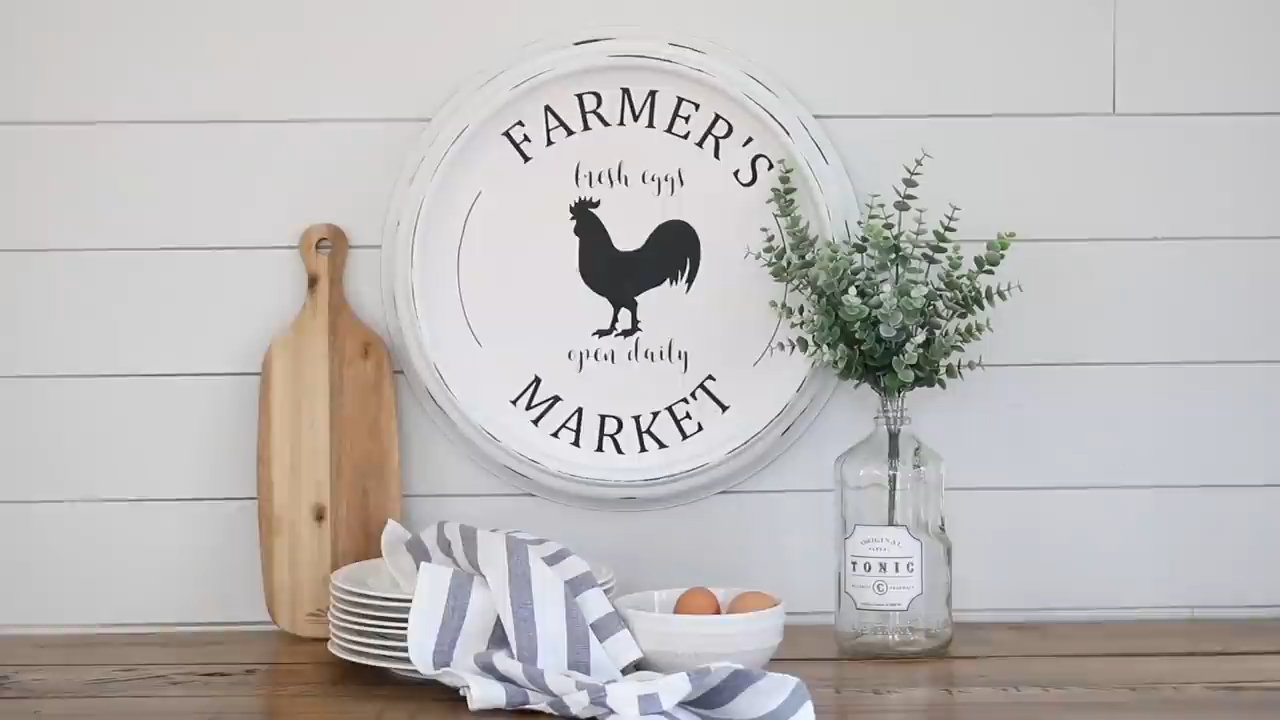 FARMER'S
fresh eggs
open daily
MARKET
ORIGINAL
TONIC
C